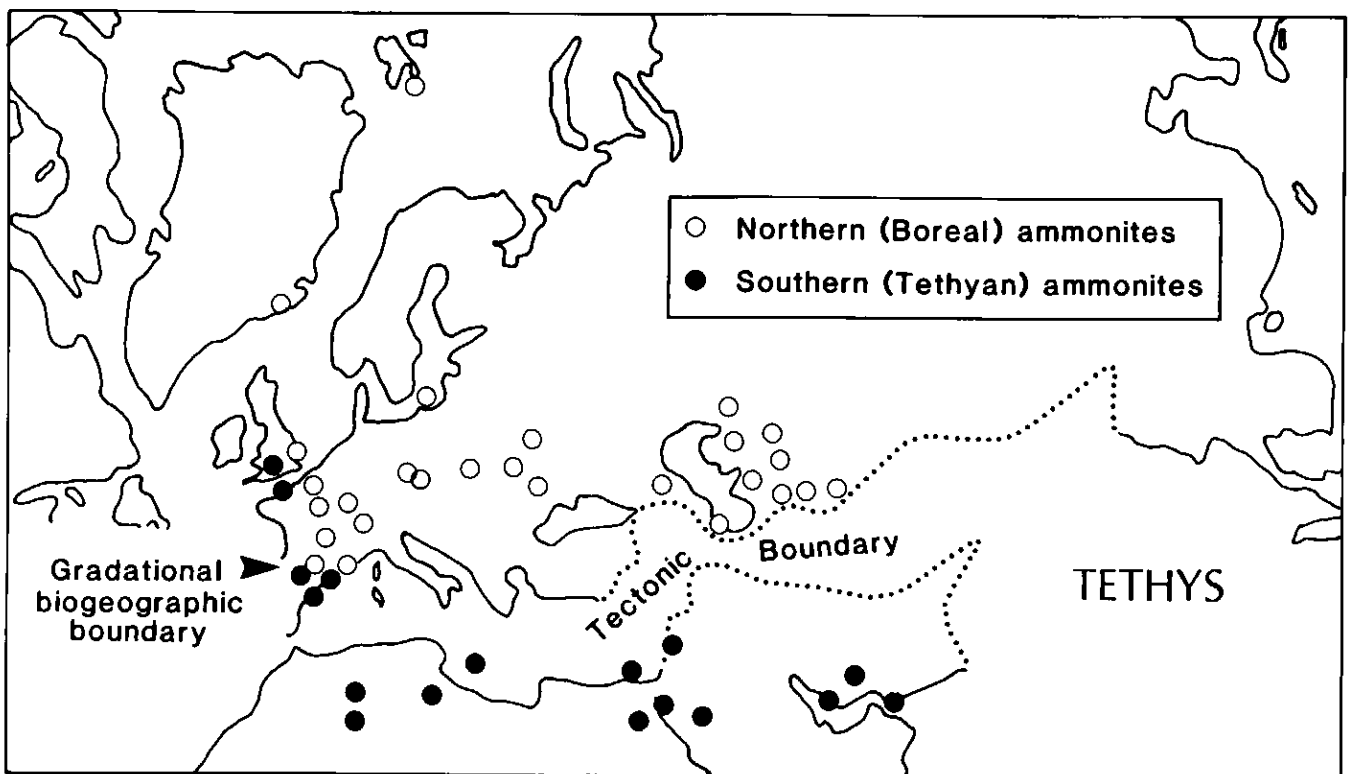 Northern (Boreal) ammonites
Southern (Tethyan) ammonites
Gradational
biogeographic
boundary
Tectonic
Boundary
TETHYS